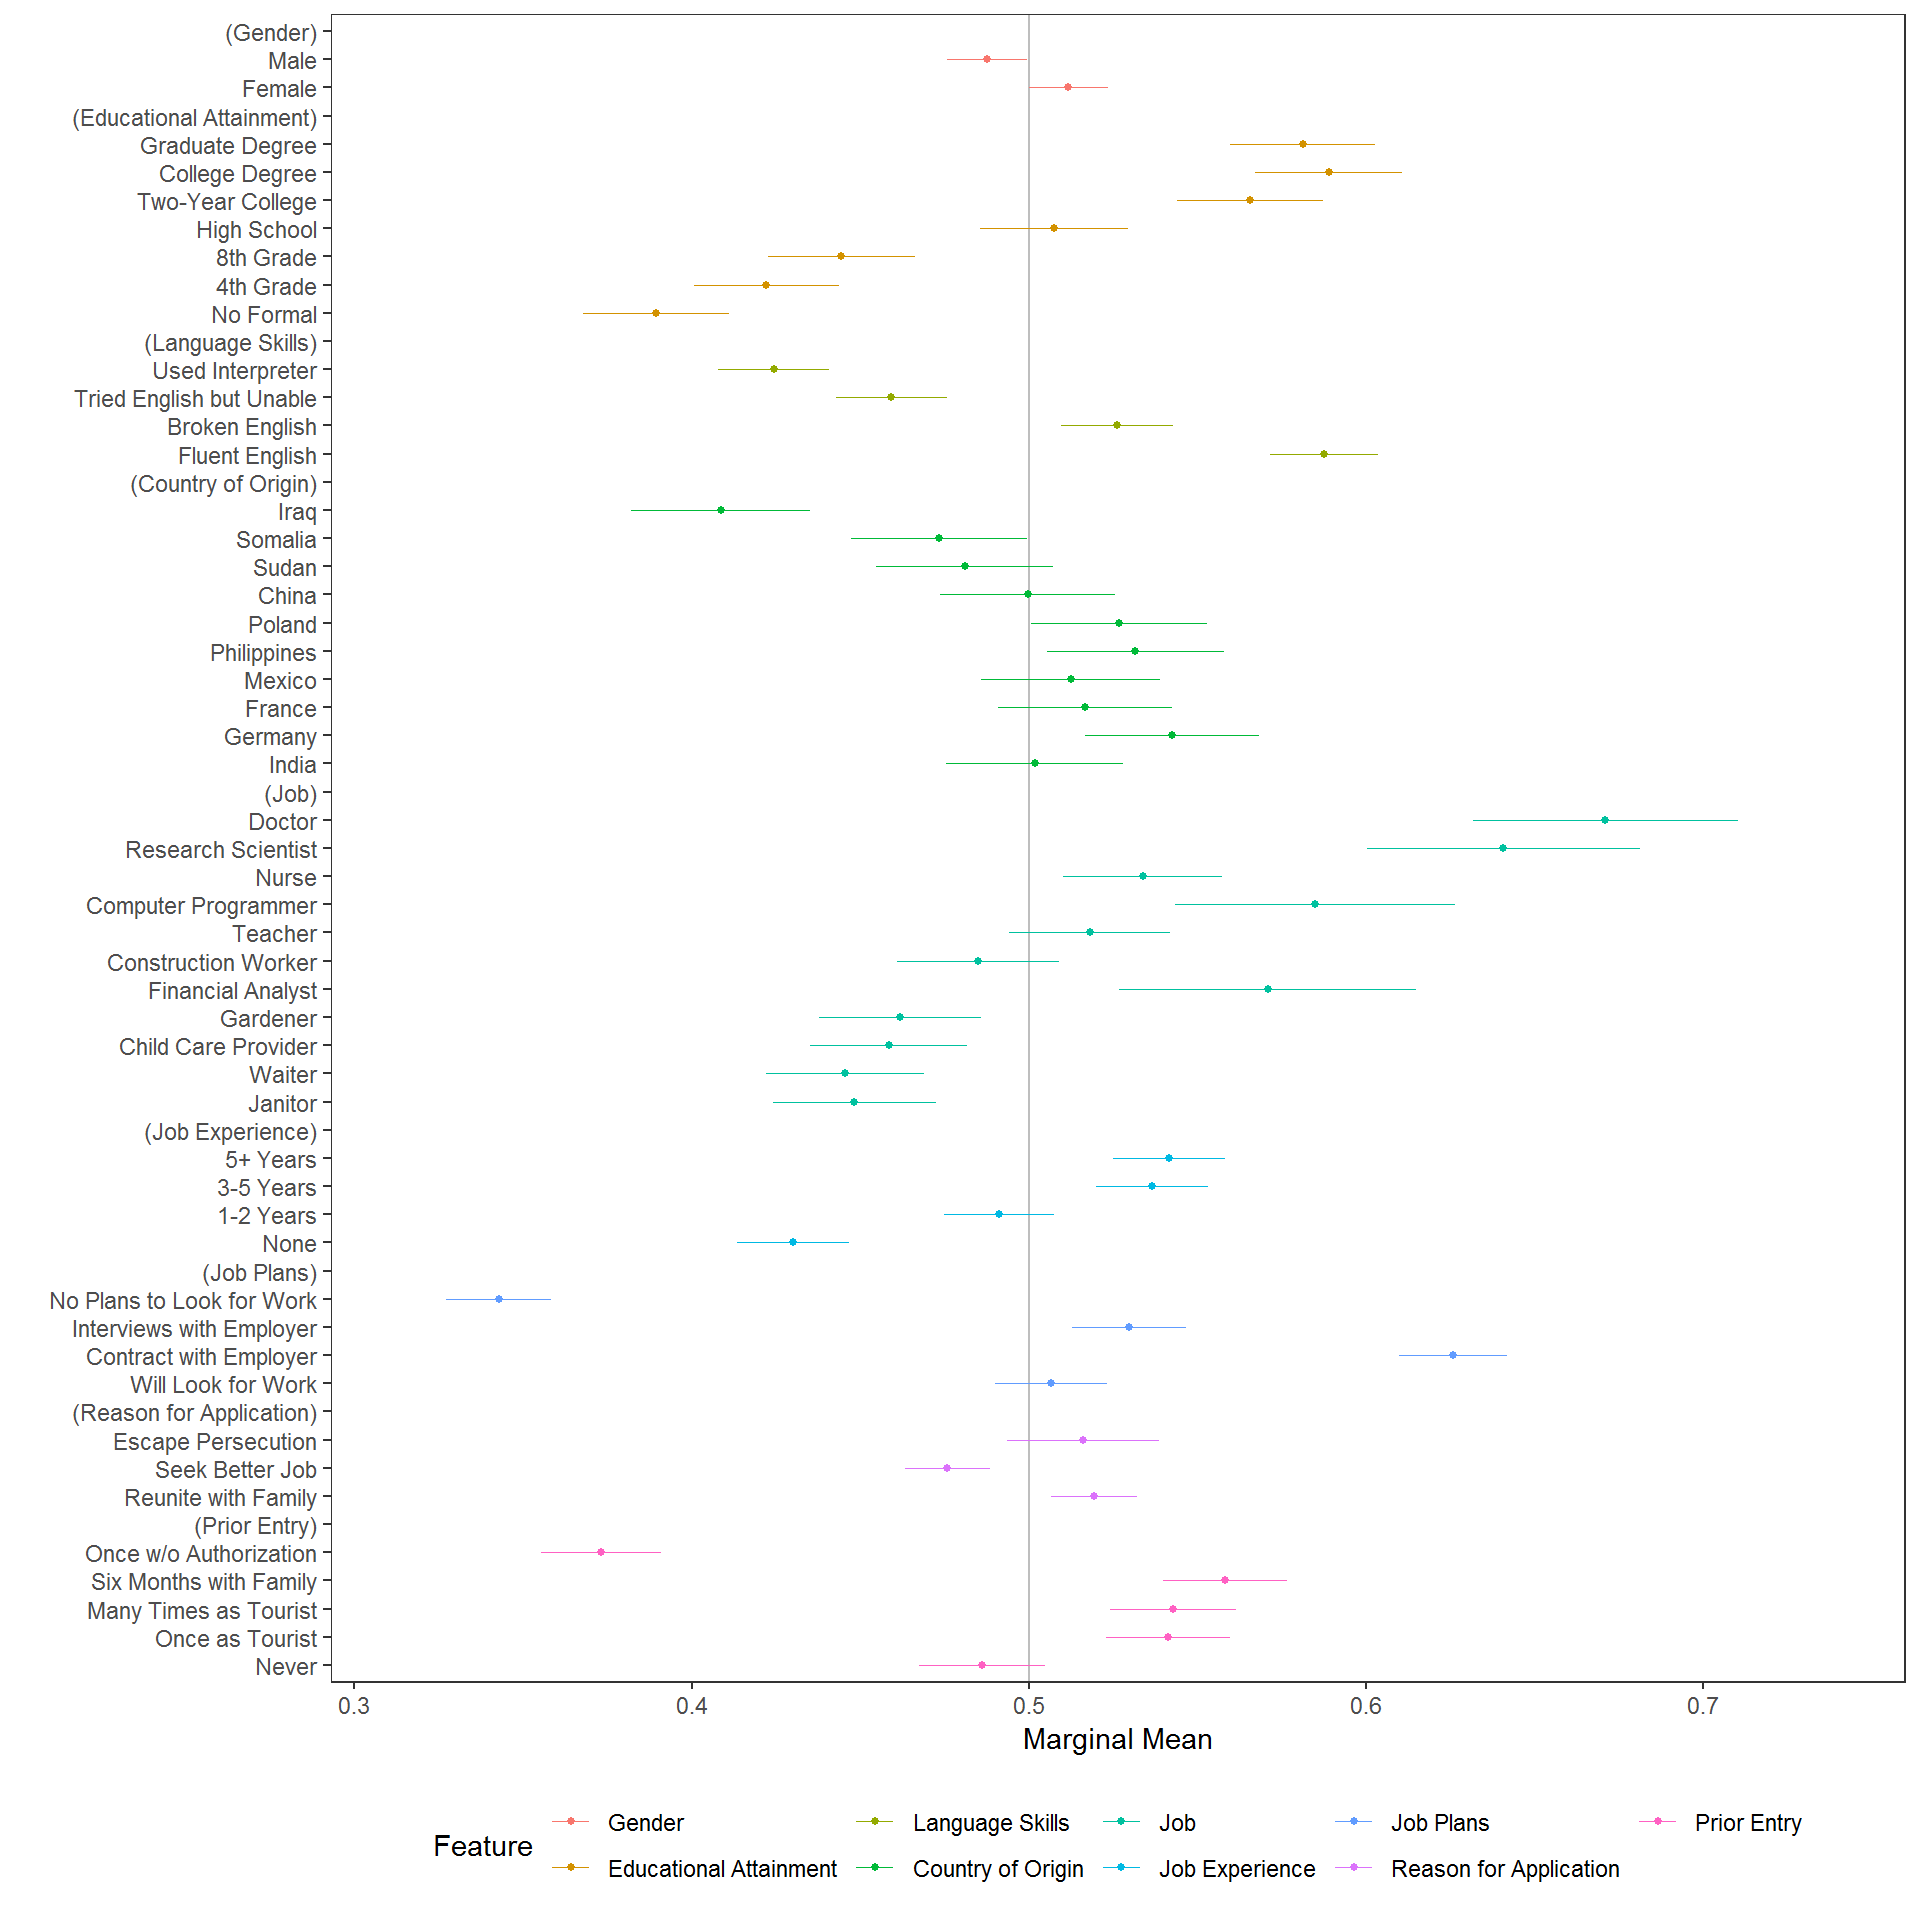 (Gender)
Male
Female
(Educational Attainment)
Graduate Degree
College Degree
Two-Year College
High School
8th Grade
4th Grade
No Formal
(Language Skills)
Used Interpreter
Tried English but Unable
Broken English
Fluent English
(Country of Origin)
Iraq
Somalia
Sudan
China
Poland
Philippines
Mexico
France
Germany
India
(Job)
Doctor
Research Scientist
Nurse
Computer Programmer
Teacher
Construction Worker
Financial Analyst
Gardener
Child Care Provider
Waiter
Janitor
(Job Experience)
5+ Years
3-5 Years
1-2 Years
None
(Job Plans)
No Plans to Look for Work
Interviews with Employer
Contract with Employer
Will Look for Work
(Reason for Application)
Escape Persecution
Seek Better Job
Reunite with Family
(Prior Entry)
Once w/o Authorization
Six Months with Family
Many Times as Tourist
Once as Tourist
Never
0.3 0.4 0.5 0.6 0.7
Marginal Mean
Feature
Gender Language Skills Job Job Plans Prior Entry
Educational Attainment Country of Origin Job Experience Reason for Application